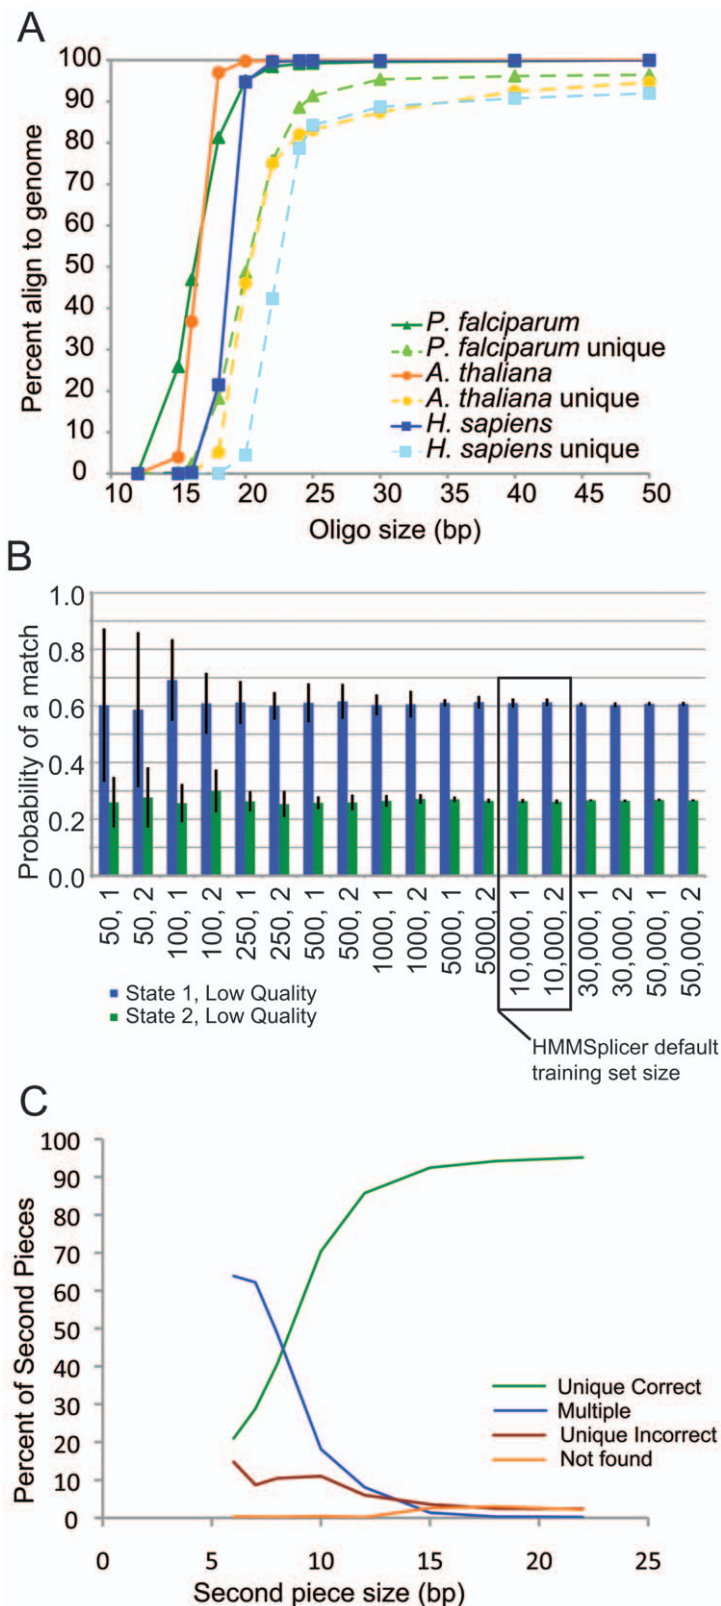 A
Percent align to genome
100
90
80
70
60
50
40
30
20
10
0
P. falciparum
P. falciparum unique
A. thaliana
A. thaliana unique
H. sapiens
H. sapiens unique
10 15 20 25 30 35 40 45 50
Oligo size (bp)
B
Probability of a match
1.0
0.8
0.6
0.4
0.2
0.0
50, 1
50, 2
100, 1
100, 2
250, 1
250, 2
500, 1
500, 2
1000, 1
1000, 2
5000, 1
5000, 2
10,000, 1
10,000, 2
30,000, 1
30,000, 2
50,000, 1
50,000, 2
State 1, Low Quality
State 2, Low Quality
HMMSplicer default
training set size
C
Percent of Second Pieces
100
90
80
70
60
50
40
30
20
10
0
Unique Correct
Multiple
Unique Incorrect
Not found
0 5 10 15 20 25
Second piece size (bp)